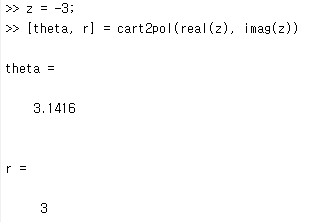 >> z = -3;
>> [theta, r] = cart2pol(real(z), imag(z))
theta =
3.1416
r =
3